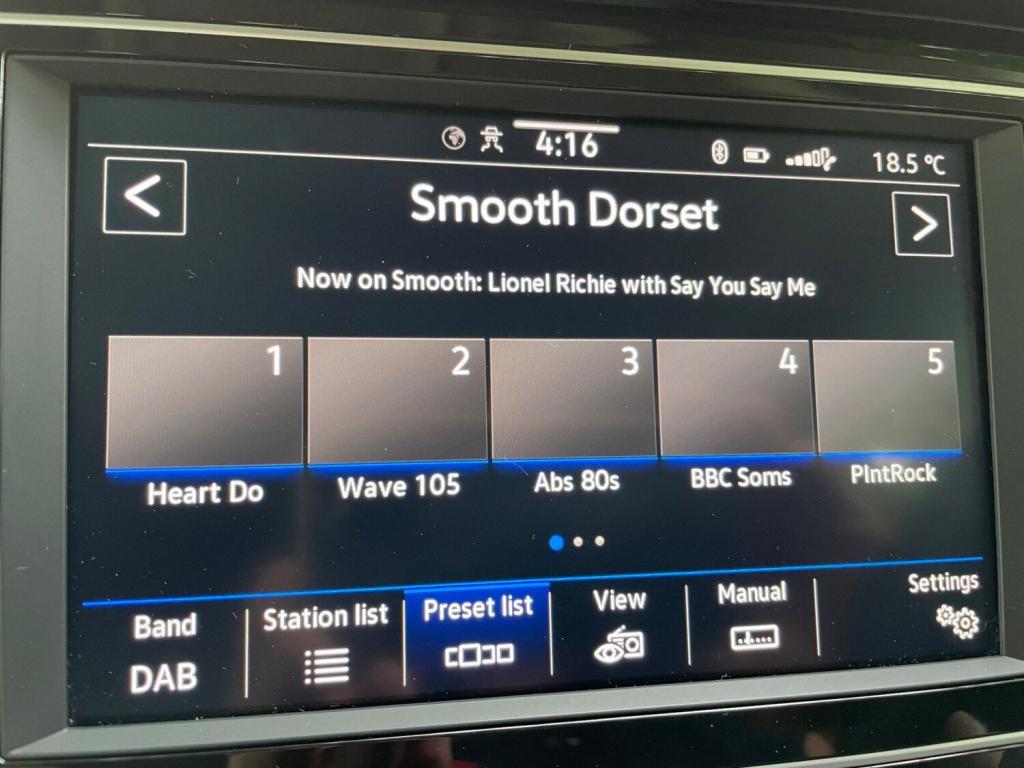 4:16
18.5 °C
Smooth Dorset
Now on Smooth: Lionel Richie with Say You Say Me
1 2 3 4 5
Heart Do Wave 105 Abs 80s BBC Soms PlntRock
Band Station list Preset list View Manual Settings
DAB